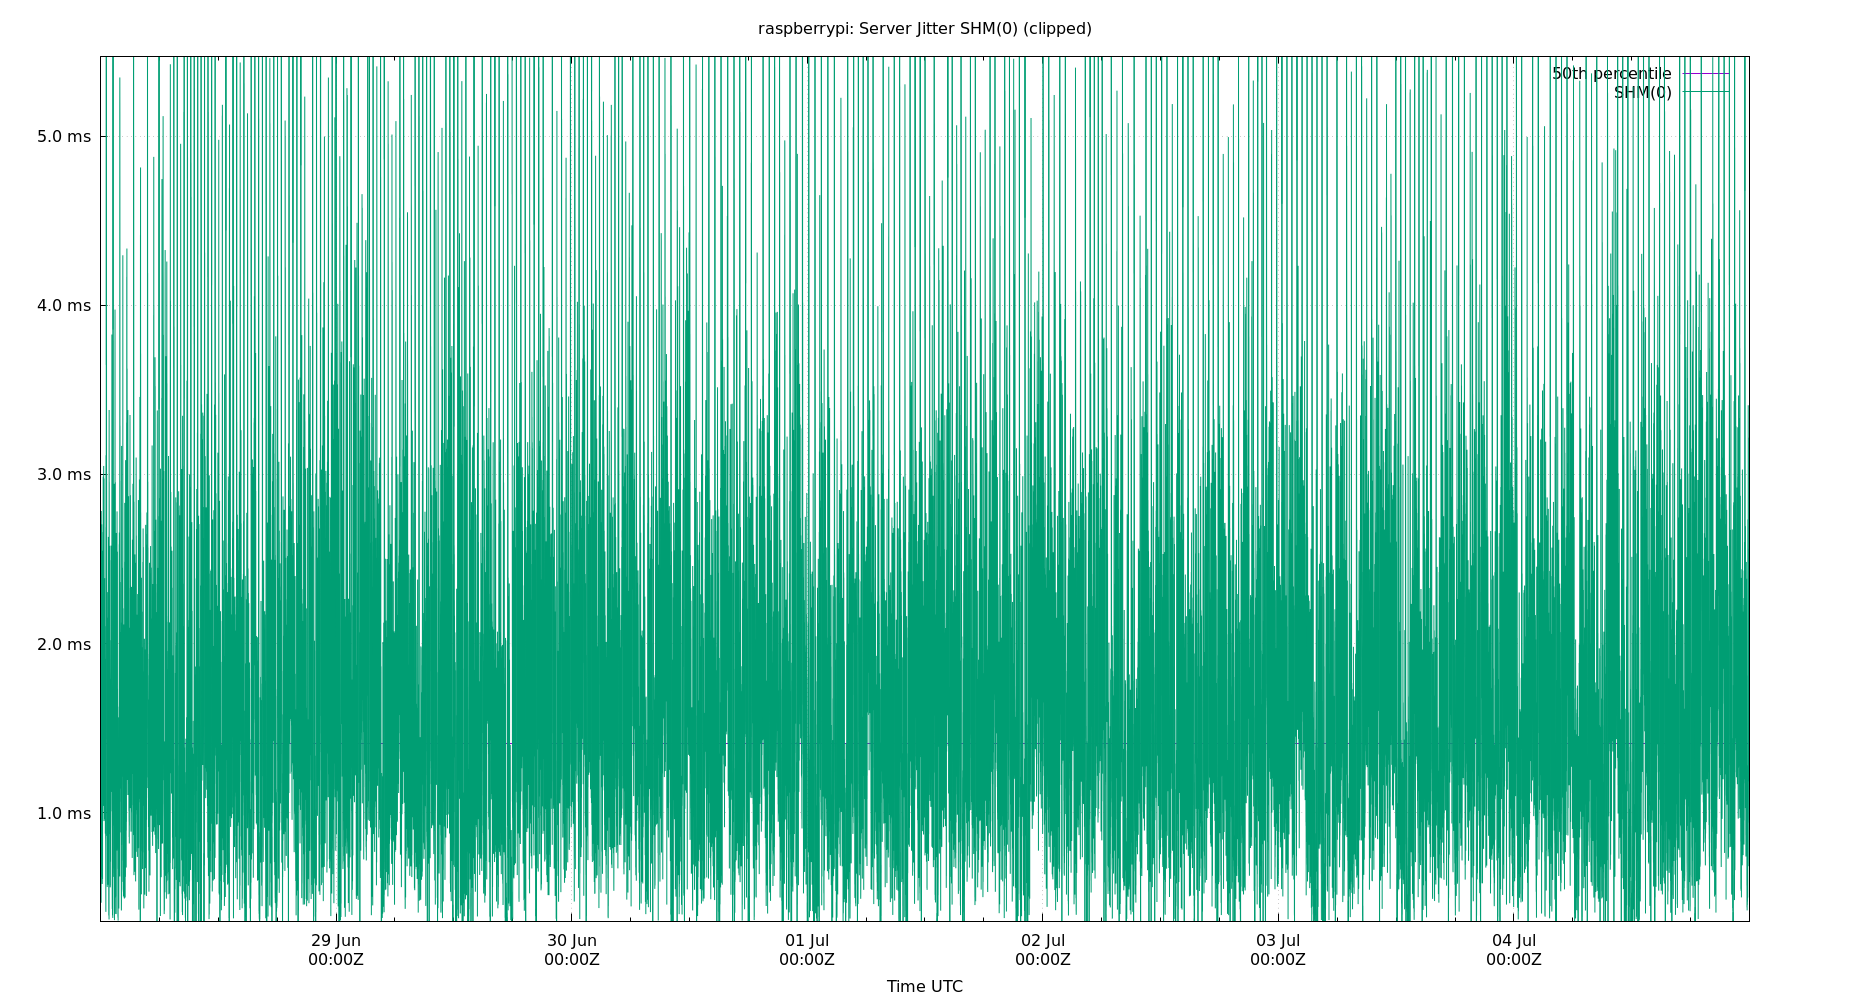 raspberrypi: Server Jitter SHM(0) (clipped)
50th percentile
SHM(0)
5.0 ms
4.0 ms
3.0 ms
2.0 ms
1.0 ms
29 Jun 30 Jun 01 Jul 02 Jul 03 Jul 04 Jul
00:00Z 00:00Z 00:00Z 00:00Z 00:00Z 00:00Z
Time UTC